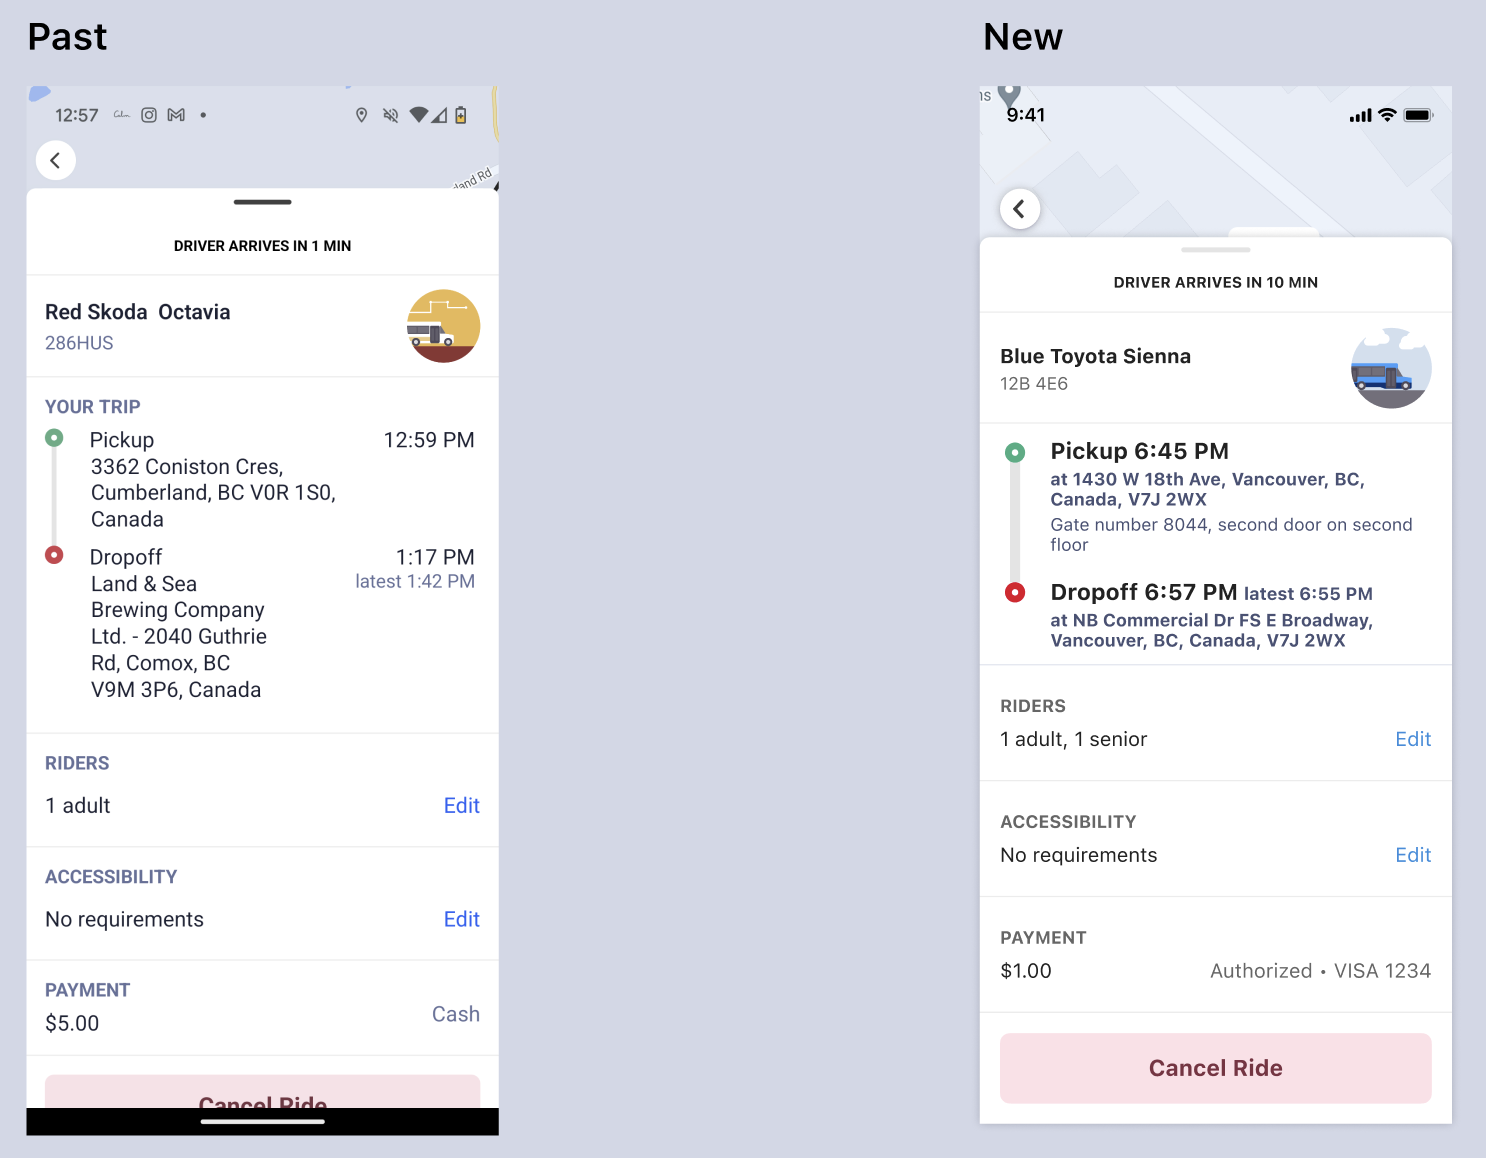 Past
12:57
Calm
land Rd
DRIVER ARRIVES IN 1 MIN
Red Skoda  Octavia
286HUS
YOUR TRIP
Pickup 12:59 PM
3362 Coniston Cres,
Cumberland, BC V0R 1S0,
Canada
Dropoff 1:17 PM
latest 1:42 PM
Land & Sea
Brewing Company
Ltd. - 2040 Guthrie
Rd, Comox, BC
V9M 3P6, Canada
RIDERS
1 adult Edit
ACCESSIBILITY
No requirements Edit
PAYMENT
$5.00 Cash
Cancel Ride
New
ns
9:41
DRIVER ARRIVES IN 10 MIN
Blue Toyota Sienna
12B 4E6
Pickup 6:45 PM
at 1430 W 18th Ave, Vancouver, BC,
Canada, V7J 2WX
Gate number 8044, second door on second
floor
Dropoff 6:57 PM latest 6:55 PM
at NB Commercial Dr FS E Broadway,
Vancouver, BC, Canada, V7J 2WX
RIDERS
1 adult, 1 senior Edit
ACCESSIBILITY
No requirements Edit
PAYMENT
$1.00 Authorized • VISA 1234
Cancel Ride